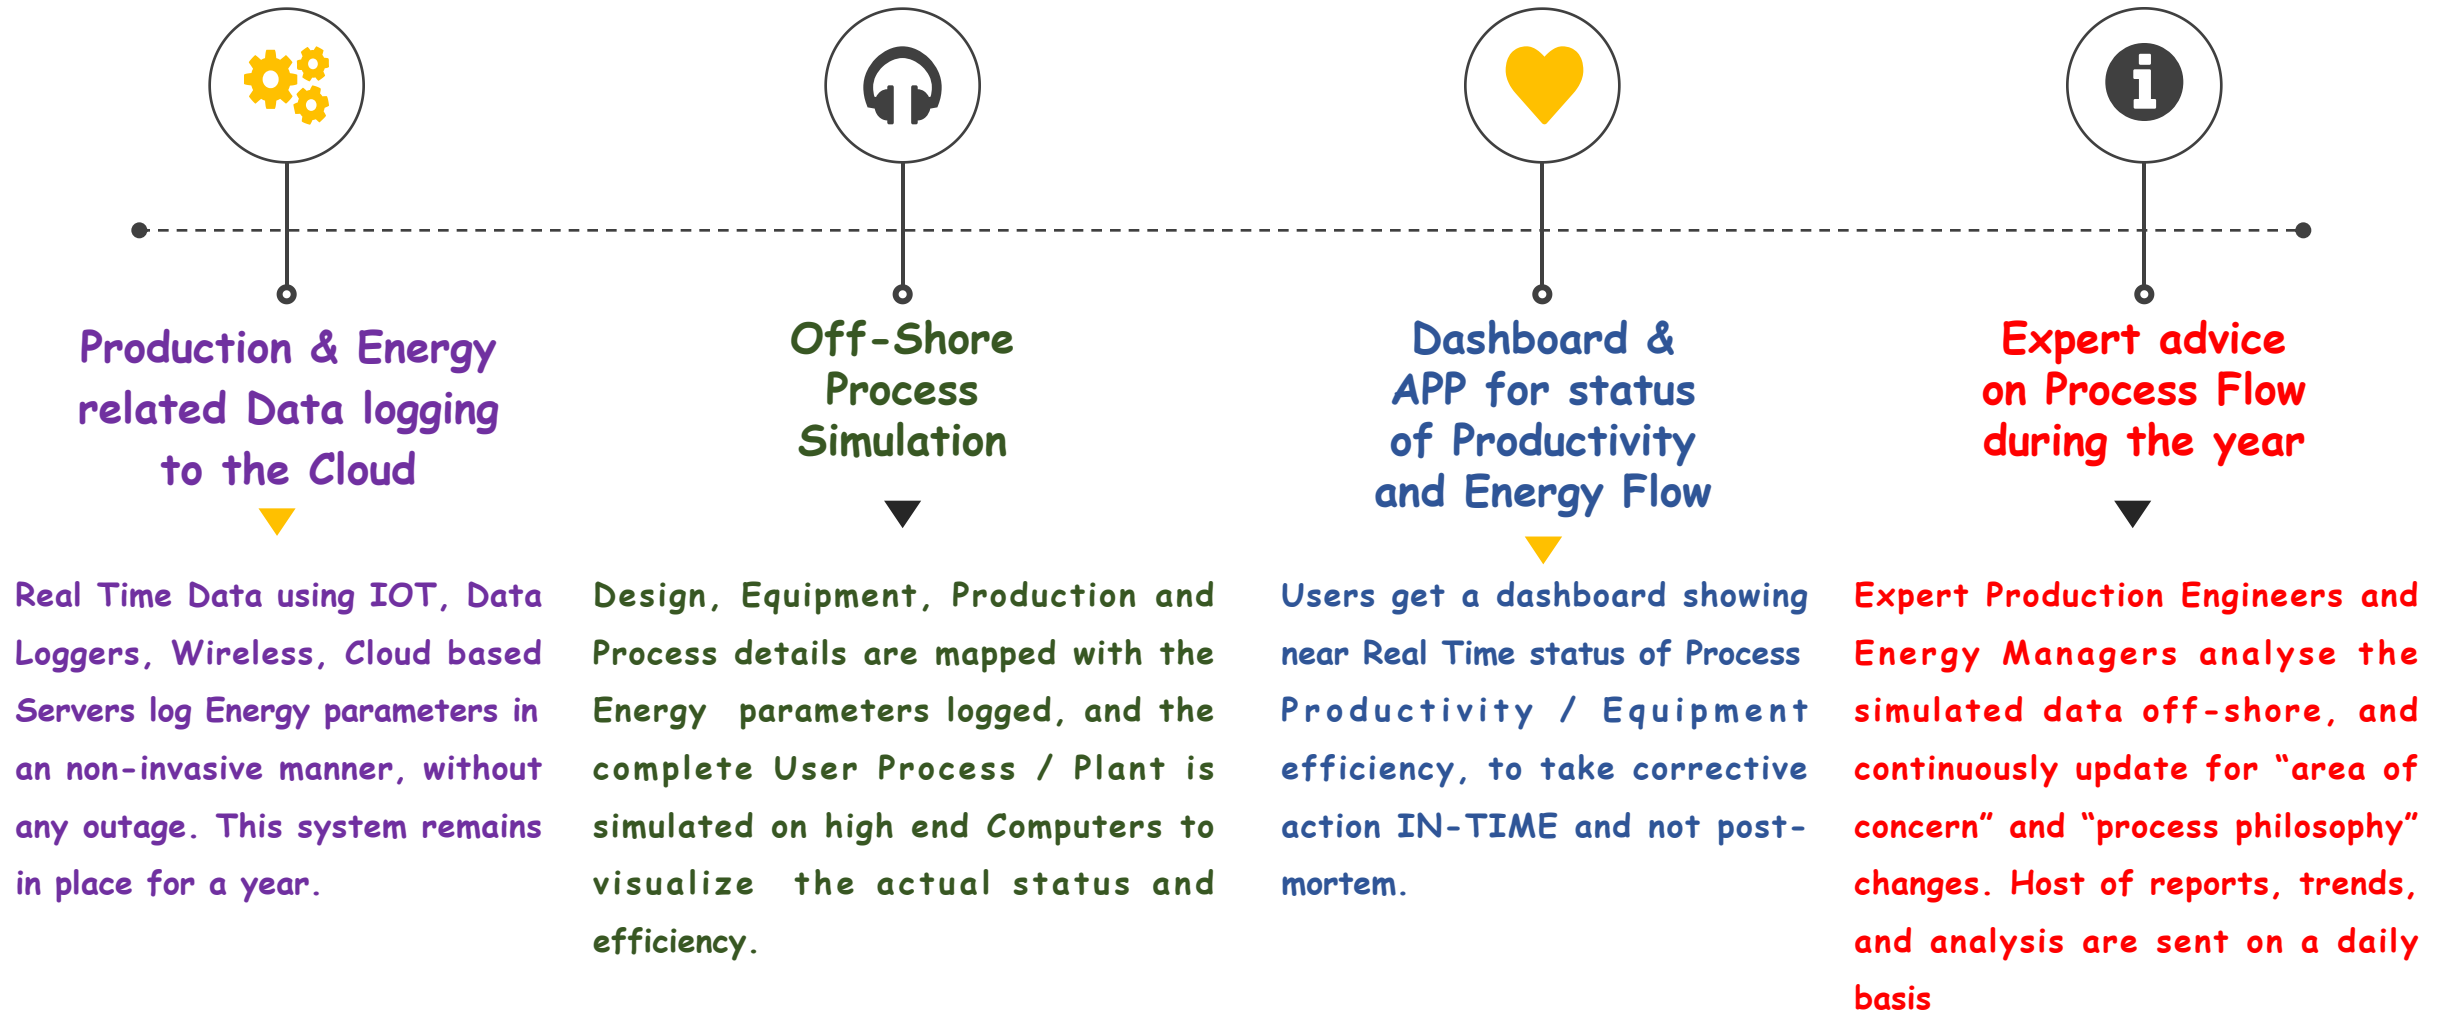 Production & Energy
related Data logging
to the Cloud
Real Time Data using IOT, Data
Loggers, Wireless, Cloud based
Servers log Energy parameters in
an non-invasive manner, without
any outage. This system remains
in place for a year.
Off-Shore
Process
Simulation
Design, Equipment, Production and
Process details are mapped with the
Energy parameters logged, and the
complete User Process / Plant is
simulated on high end Computers to
visualize the actual status and
efficiency.
Dashboard &
APP for status
of Productivity
and Energy Flow
Users get a dashboard showing
near Real Time status of Process
Productivity / Equipment
efficiency, to take corrective
action IN-TIME and not post-
mortem.
Expert advice
on Process Flow
during the year
Expert Production Engineers and
Energy Managers analyse the
simulated data off-shore, and
continuously update for “area of
concern” and “process philosophy”
changes. Host of reports, trends,
and analysis are sent on a daily
basis